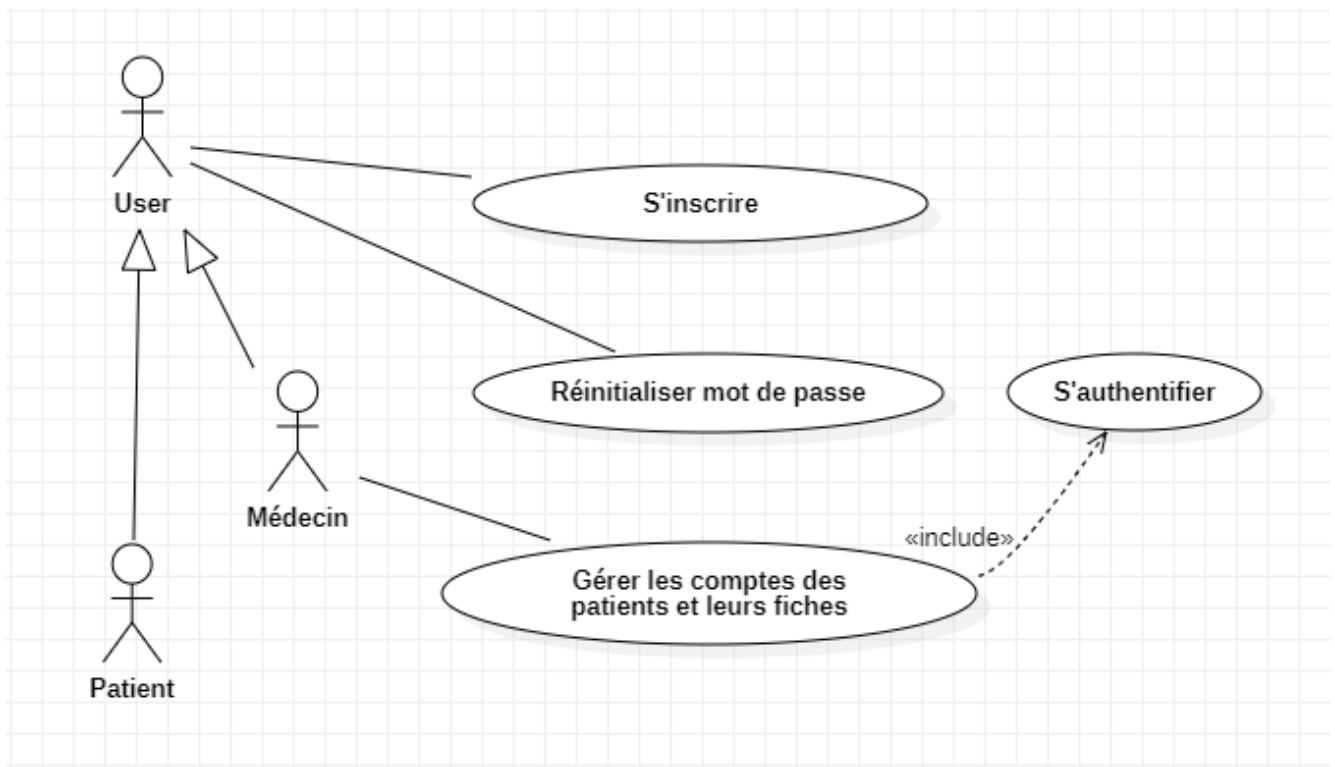 User
S'inscrire
Réinitialiser mot de passe
S'authentifier
Médecin
«include»
Gérer les comptes des
patients et leurs fiches
Patient